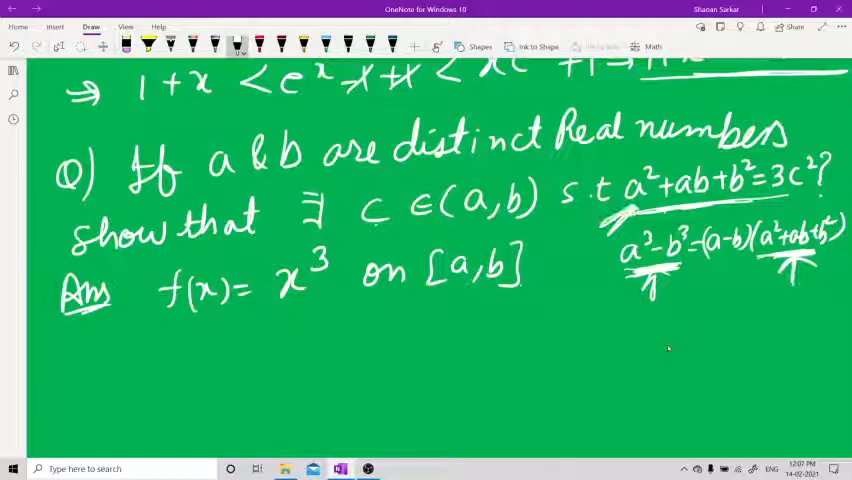 OneNote for Windows 10
Shaoan Sarkar
Home Insert Draw View Help
Share
Shapes Ink to Shape Math
⇒ 1+x < e^x -x+x <
Q) If a & b are distinct Real numbers
show that ∃ c ∈ (a,b) s.t a²+ab+b²=3c²?
a³-b³=(a-b)(a²+ab+b²)
Ans f(x)= x³ on [a,b]
Type here to search
ENG
12:07 PM
14-02-2021